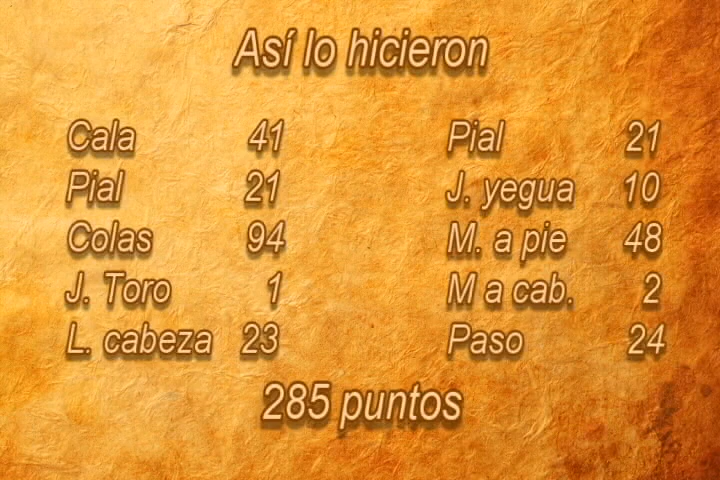 Así lo hicieron
Cala 41 Pial 21
Pial 21 J. yegua 10
Colas 94 M. a pie 48
J. Toro 1 M a cab. 2
L. cabeza 23 Paso 24
285 puntos